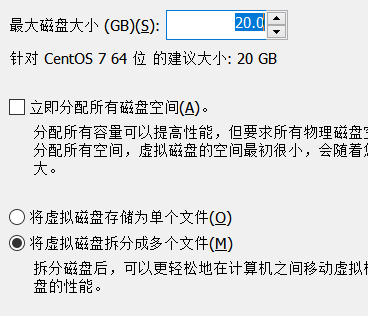 最大磁盘大小 (GB)(S): 20.0
针对 CentOS 7 64 位 的建议大小: 20 GB
立即分配所有磁盘空间(A)。
分配所有容量可以提高性能，但要求所有物理磁盘空
分配所有空间，虚拟磁盘的空间最初很小，会随着您
大。
将虚拟磁盘存储为单个文件(O)
将虚拟磁盘拆分成多个文件(M)
拆分磁盘后，可以更轻松地在计算机之间移动虚拟机
盘的性能。